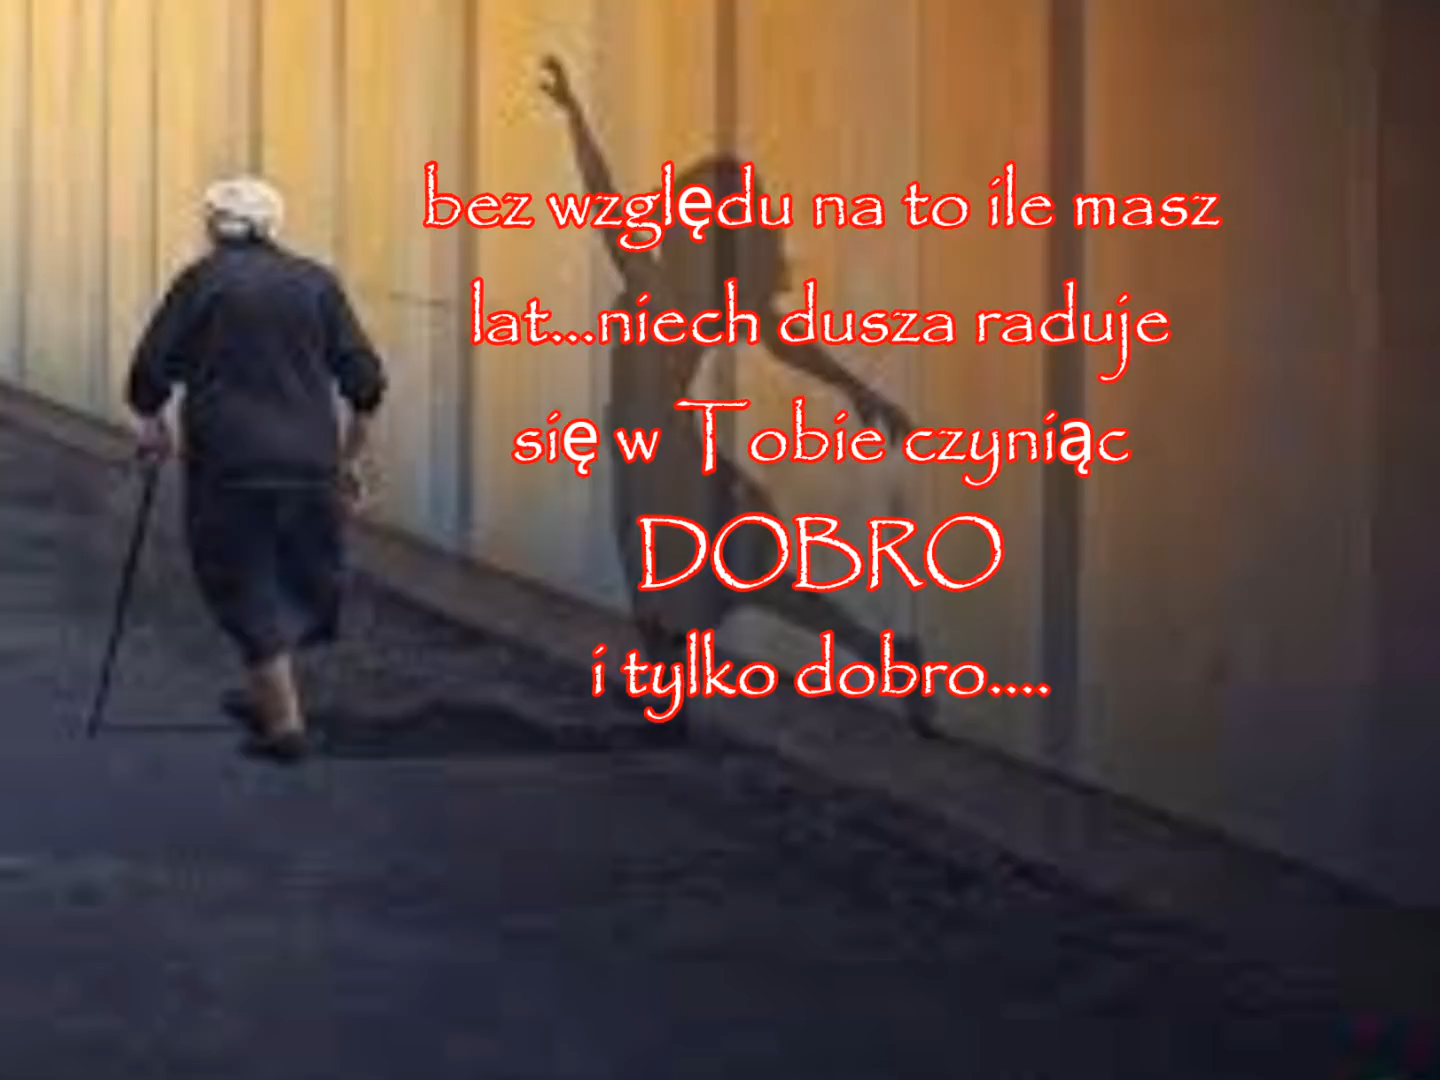 bez względu na to ile masz
lat...niech dusza raduje
się w Tobie czyniąc
DOBRO
i tylko dobro....